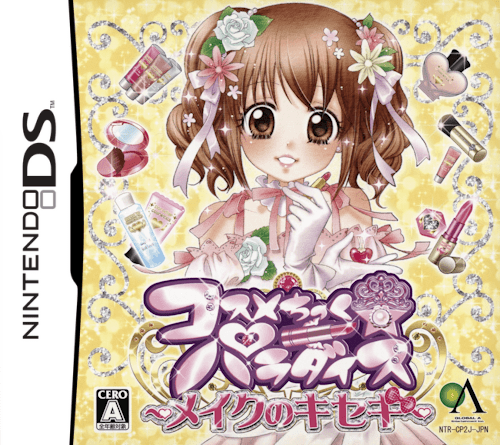 NINTENDO DS™
コスメちっく
パラダイス
～メイクのキセキ～
CERO
A
全年齢対象
GLOBAL A
NTR-CP2J-JPN